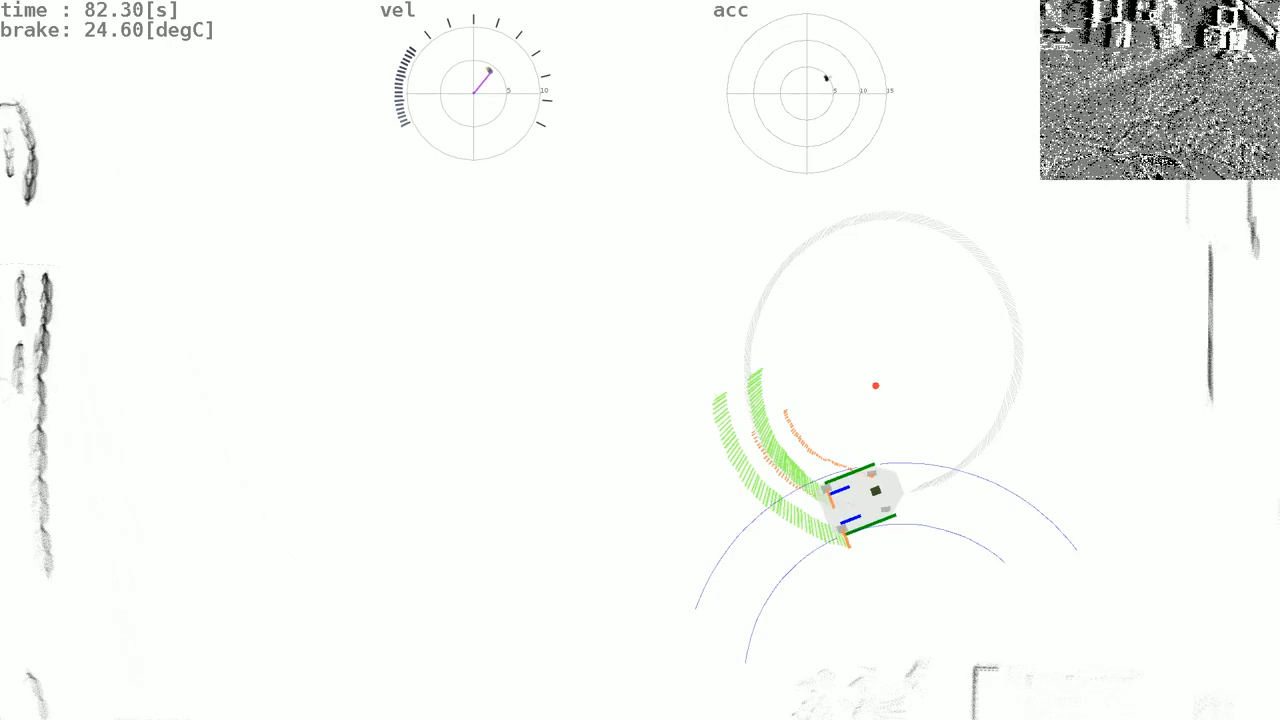 time : 82.30[s]
brake: 24.60[degC]
vel
5
10
acc
5
10
15